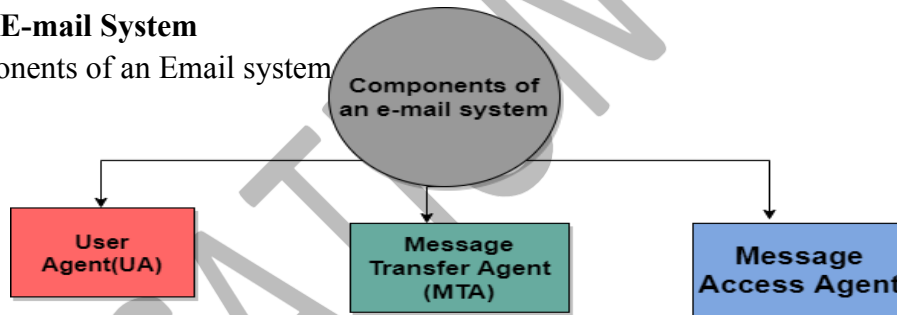 E-mail System
onents of an Email system
Components of
an e-mail system
User
Agent(UA)
Message
Transfer Agent
(MTA)
Message
Access Agent